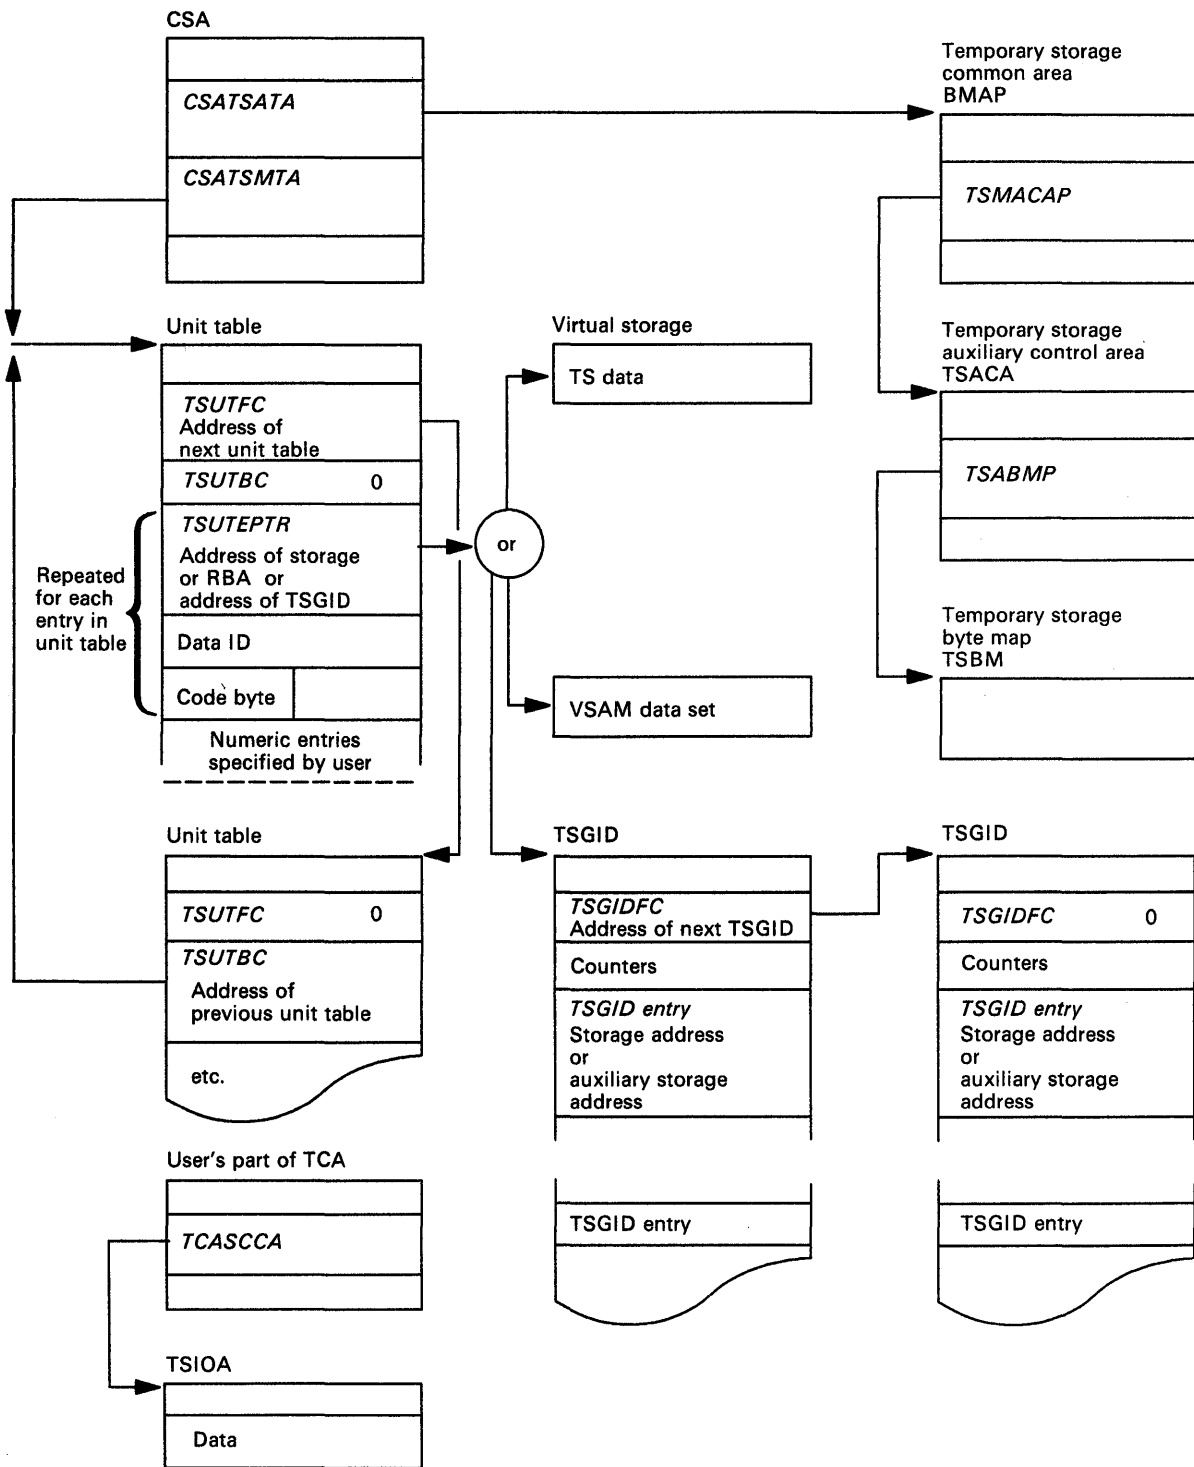 CSA
CSATSATA
CSATSMTA
Temporary storage
common area
BMAP
TSMACAP
Unit table
TSUTFC
Address of
next unit table
TSUTBC 0
TSUTEPTR
Address of storage
or RBA or
address of TSGID
Data ID
Code byte
Numeric entries
specified by user
Repeated
for each
entry in
unit table
Virtual storage
TS data
or
VSAM data set
Temporary storage
auxiliary control area
TSACA
TSABMP
Temporary storage
byte map
TSBM
Unit table
TSUTFC 0
TSUTBC
Address of
previous unit table
etc.
TSGID
TSGIDFC
Address of next TSGID
Counters
TSGID entry
Storage address
or
auxiliary storage
address
TSGID entry
TSGID
TSGIDFC 0
Counters
TSGID entry
Storage address
or
auxiliary storage
address
TSGID entry
User's part of TCA
TCASCCA
TSIOA
Data